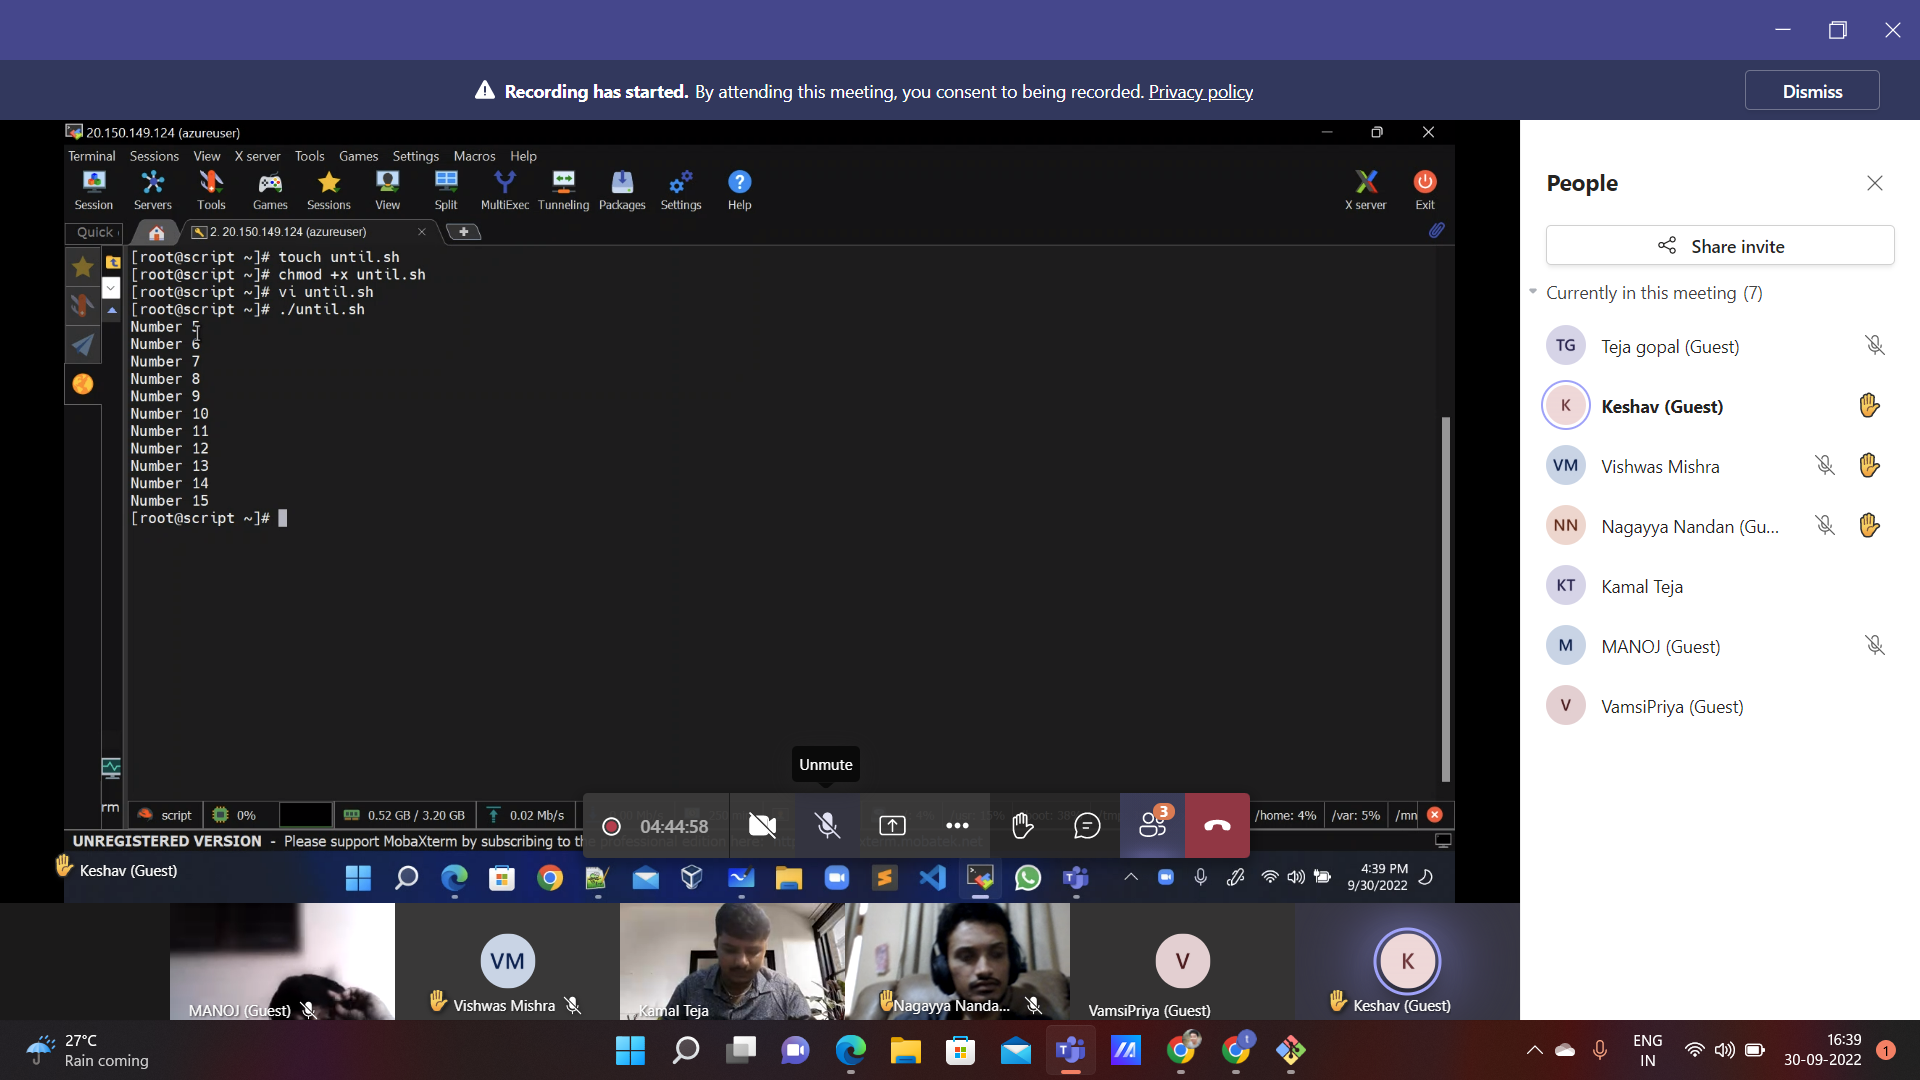 Recording has started. By attending this meeting, you consent to being recorded. Privacy policy
Dismiss
20.150.149.124 (azureuser)
Terminal Sessions View X server Tools Games Settings Macros Help
Session Servers Tools Games Sessions View Split MultiExec Tunneling Packages Settings Help X server Exit
Quick
2. 20.150.149.124 (azureuser)
[root@script ~]# touch until.sh
[root@script ~]# chmod +x until.sh
[root@script ~]# vi until.sh
[root@script ~]# ./until.sh
Number 5
Number 6
Number 7
Number 8
Number 9
Number 10
Number 11
Number 12
Number 13
Number 14
Number 15
[root@script ~]#
Unmute
rm
script 0% 0.52 GB / 3.20 GB 0.02 Mb/s
/home: 4% /var: 5% /mn
04:44:58
3
UNREGISTERED VERSION - Please support MobaXterm by subscribing to the
Keshav (Guest)
4:39 PM
9/30/2022
People
Share invite
Currently in this meeting (7)
TG Teja gopal (Guest)
K Keshav (Guest)
VM Vishwas Mishra
NN Nagayya Nandan (Gu...
KT Kamal Teja
M MANOJ (Guest)
V VamsiPriya (Guest)
MANOJ (Guest)
VM
Vishwas Mishra
Kamal Teja
Nagayya Nanda...
V
VamsiPriya (Guest)
K
Keshav (Guest)
27°C
Rain coming
ENG
IN
16:39
30-09-2022
1